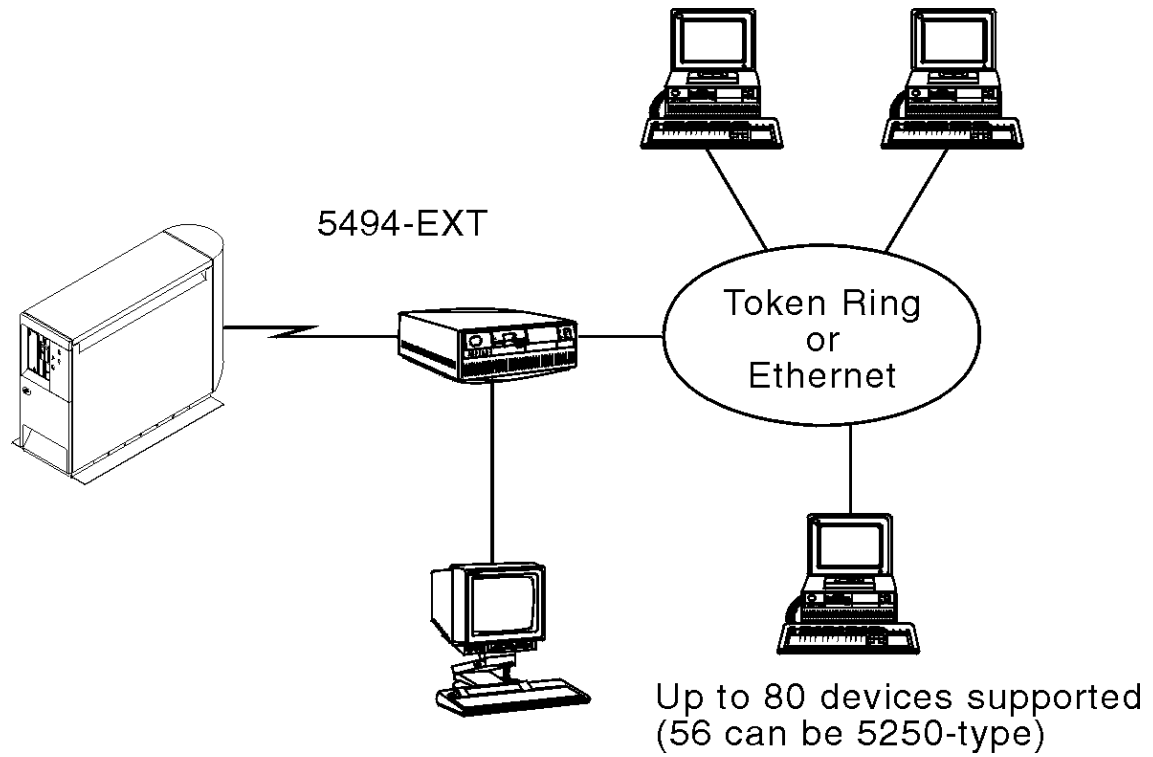 5494-EXT
Token Ring
or
Ethernet
Up to 80 devices supported
(56 can be 5250-type)